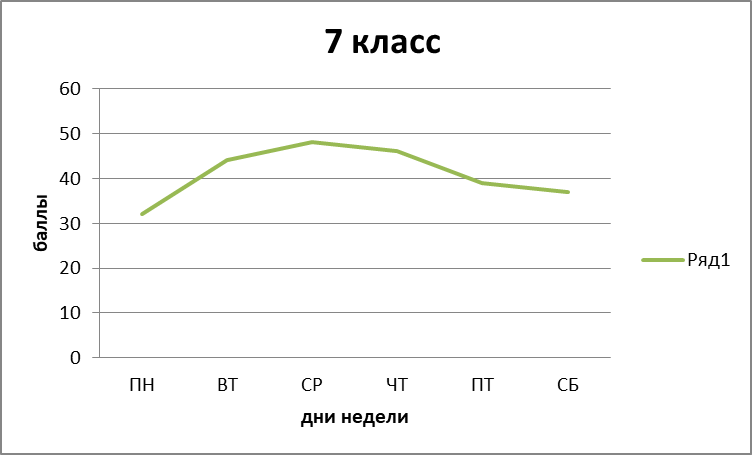 7 класс
60
50
40
30
20
10
0
баллы
ПН ВТ СР ЧТ ПТ СБ
дни недели
Ряд1